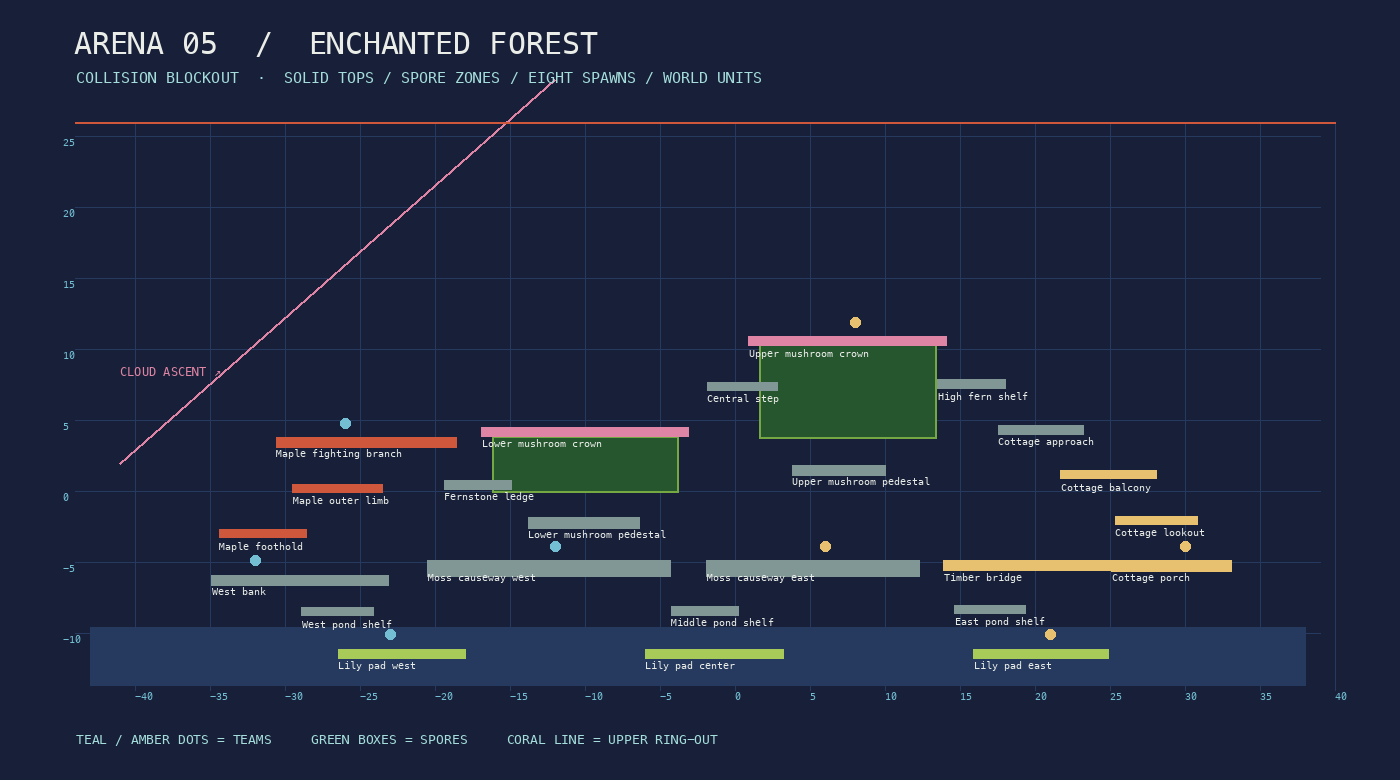 ARENA 05 / ENCHANTED FOREST
COLLISION BLOCKOUT · SOLID TOPS / SPORE ZONES / EIGHT SPAWNS / WORLD UNITS
25
20
15
10
Upper mushroom crown
CLOUD ASCENT ↗
Central step
High fern shelf
5
Cottage approach
Lower mushroom crown
Maple fighting branch
Upper mushroom pedestal
Cottage balcony
0
Fernstone ledge
Maple outer limb
Cottage lookout
Lower mushroom pedestal
Maple foothold
−5
Moss causeway west
Moss causeway east
Timber bridge
Cottage porch
West bank
West pond shelf
Middle pond shelf
East pond shelf
−10
Lily pad west
Lily pad center
Lily pad east
−40 −35 −30 −25 −20 −15 −10 −5 0 5 10 15 20 25 30 35 40
TEAL / AMBER DOTS = TEAMS GREEN BOXES = SPORES CORAL LINE = UPPER RING−OUT